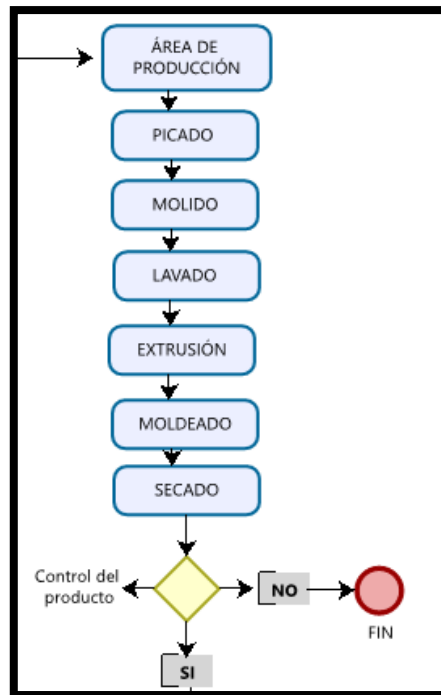 ÁREA DE
PRODUCCIÓN
PICADO
MOLIDO
LAVADO
EXTRUSIÓN
MOLDEADO
SECADO
Control del
producto
NO
FIN
SI